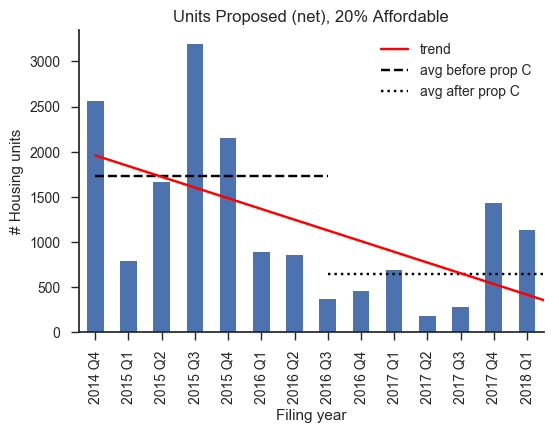 Units Proposed (net), 20% Affordable
trend
avg before prop C
avg after prop C
# Housing units
3000
2500
2000
1500
1000
500
0
2014 Q4
2015 Q1
2015 Q2
2015 Q3
2015 Q4
2016 Q1
2016 Q2
2016 Q3
2016 Q4
2017 Q1
2017 Q2
2017 Q3
2017 Q4
2018 Q1
Filing year